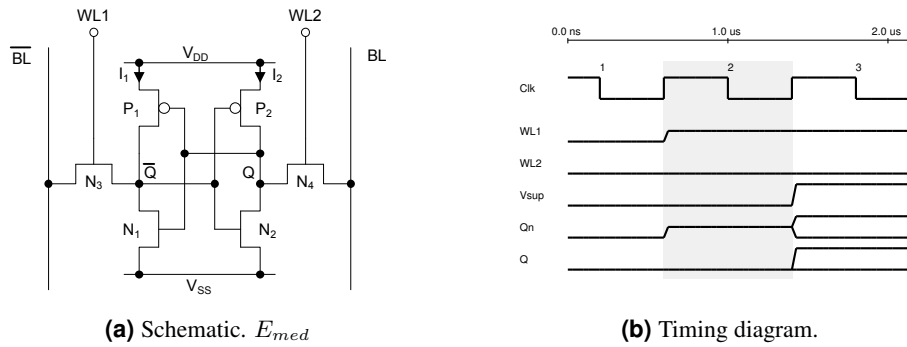 WL1
WL2
BL
V_DD
BL
I_1
I_2
P_1
P_2
Q
Q
N_3
N_4
N_1
N_2
V_SS
(a) Schematic. E_med
0.0 ns
1.0 us
2.0 us
1
2
3
Clk
WL1
WL2
Vsup
Qn
Q
(b) Timing diagram.